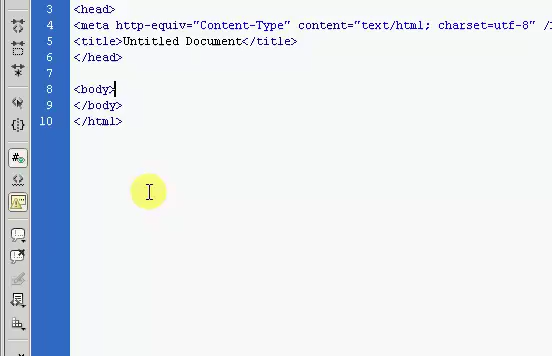 3 <head>
4 <meta http-equiv="Content-Type" content="text/html; charset=utf-8" /
5 <title>Untitled Document</title>
6 </head>
7
8 <body>
9 </body>
10 </html>